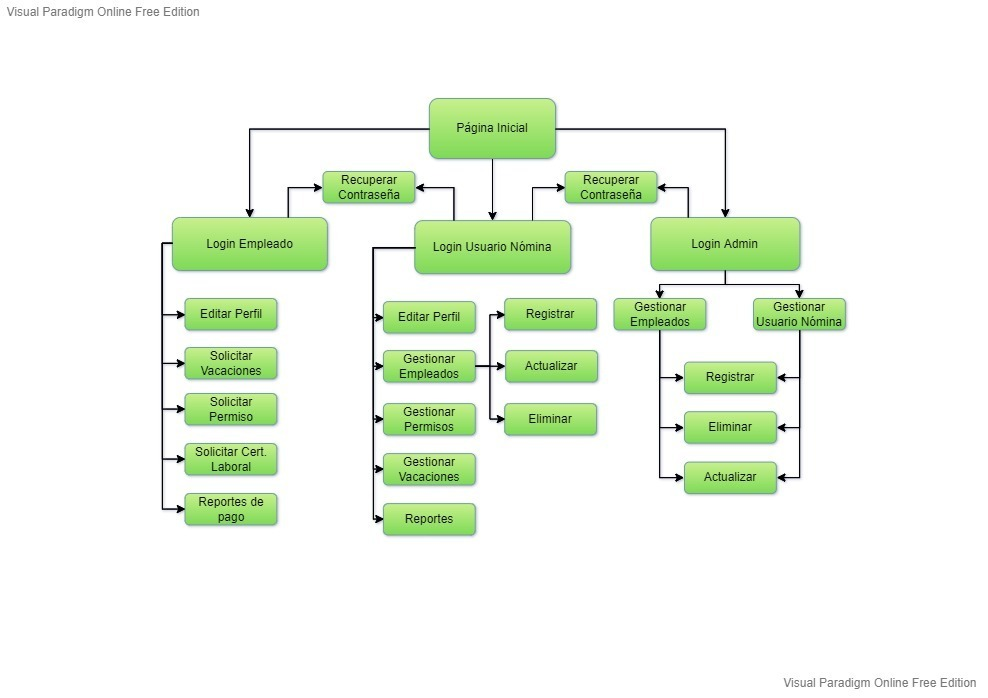 Visual Paradigm Online Free Edition
Página Inicial
Recuperar
Contraseña
Recuperar
Contraseña
Login Empleado
Login Usuario Nómina
Login Admin
Editar Perfil
Solicitar
Vacaciones
Solicitar
Permiso
Solicitar Cert.
Laboral
Reportes de
pago
Editar Perfil
Gestionar
Empleados
Gestionar
Permisos
Gestionar
Vacaciones
Reportes
Registrar
Actualizar
Eliminar
Gestionar
Empleados
Gestionar
Usuario Nómina
Registrar
Eliminar
Actualizar
Visual Paradigm Online Free Edition